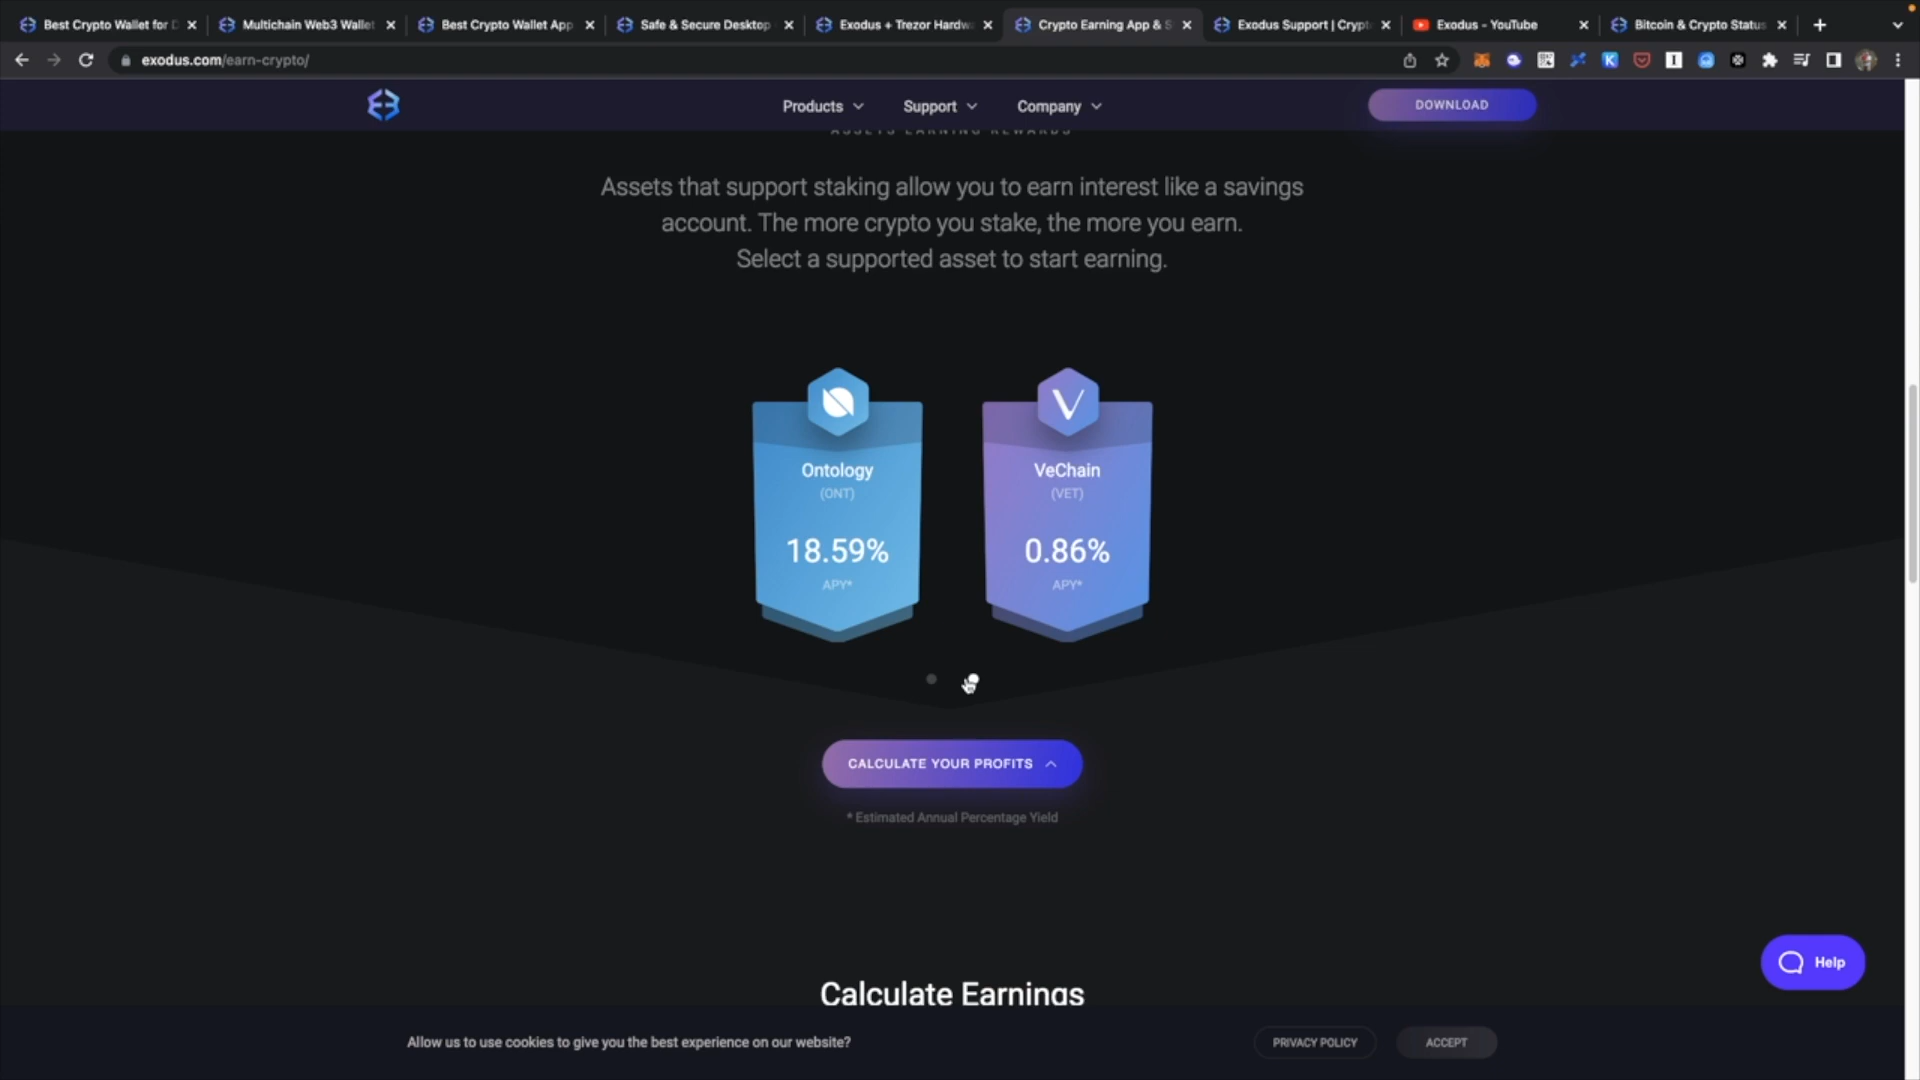 Best Crypto Wallet for D
Multichain Web3 Wallet
Best Crypto Wallet App
Safe & Secure Desktop
Exodus + Trezor Hardw
Crypto Earning App & S
Exodus Support | Crypt
Exodus - YouTube
Bitcoin & Crypto Status
exodus.com/earn-crypto/
Products
Support
Company
DOWNLOAD
ASSETS EARNING REWARDS
Assets that support staking allow you to earn interest like a savings
account. The more crypto you stake, the more you earn.
Select a supported asset to start earning.
Ontology
(ONT)
18.59%
APY*
VeChain
(VET)
0.86%
APY*
CALCULATE YOUR PROFITS
* Estimated Annual Percentage Yield
Help
Calculate Earnings
Allow us to use cookies to give you the best experience on our website?
PRIVACY POLICY
ACCEPT